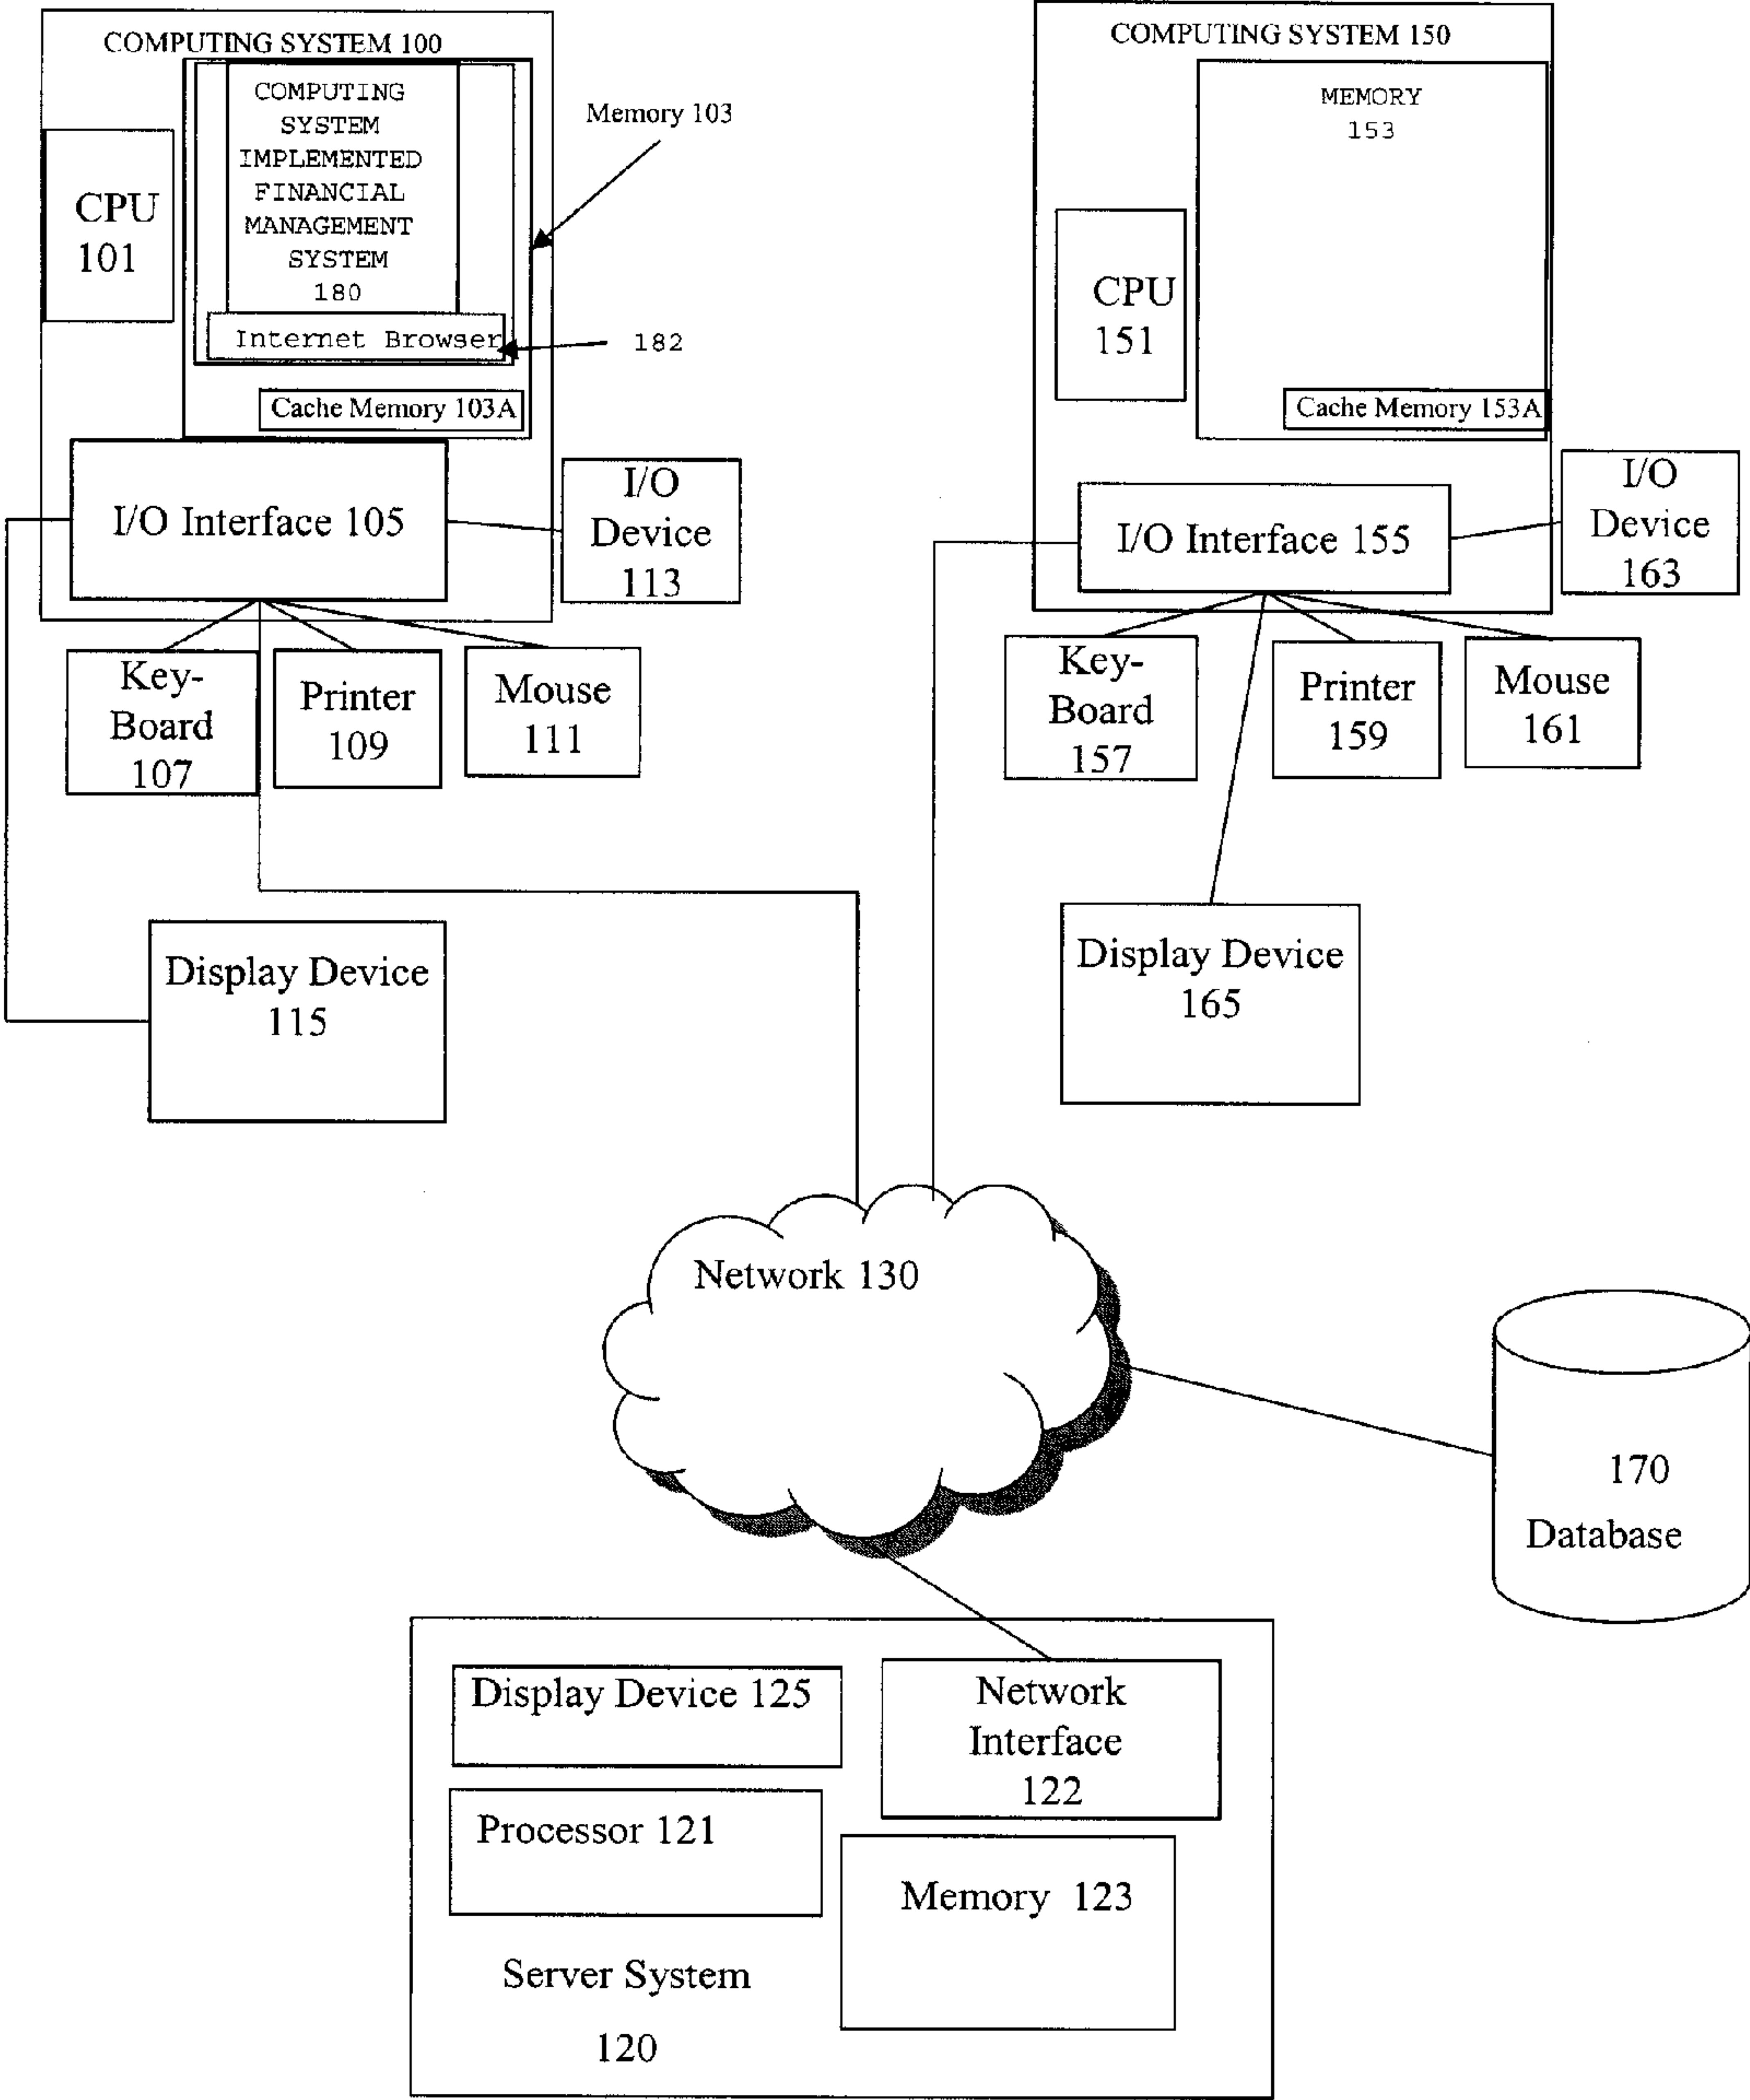 COMPUTING SYSTEM 100
COMPUTING
SYSTEM
IMPLEMENTED
FINANCIAL
MANAGEMENT
SYSTEM
180
Internet Browser
182
Memory 103
CPU
101
Cache Memory 103A
I/O Interface 105
I/O
Device
113
Key-
Board
107
Printer
109
Mouse
111
Display Device
115
COMPUTING SYSTEM 150
MEMORY
153
CPU
151
Cache Memory 153A
I/O Interface 155
I/O
Device
163
Key-
Board
157
Printer
159
Mouse
161
Display Device
165
Network 130
170
Database
Display Device 125
Network
Interface
122
Processor 121
Memory 123
Server System
120